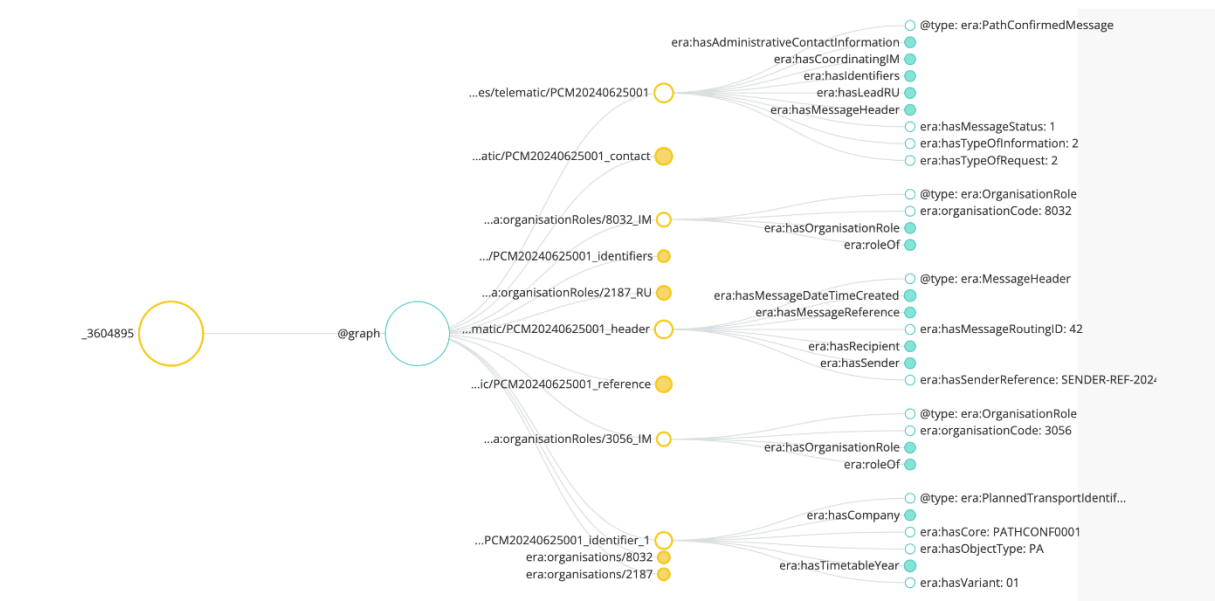 _3604895
@graph
...es/telematic/PCM20240625001
@type: era:PathConfirmedMessage
era:hasAdministrativeContactInformation
era:hasCoordinatingIM
era:hasIdentifiers
era:hasLeadRU
era:hasMessageHeader
era:hasMessageStatus: 1
era:hasTypeOfInformation: 2
era:hasTypeOfRequest: 2
...atic/PCM20240625001_contact
...a:organisationRoles/8032_IM
@type: era:OrganisationRole
era:organisationCode: 8032
era:hasOrganisationRole
era:roleOf
.../PCM20240625001_identifiers
...a:organisationRoles/2187_RU
...matic/PCM20240625001_header
@type: era:MessageHeader
era:hasMessageDateTimeCreated
era:hasMessageReference
era:hasMessageRoutingID: 42
era:hasRecipient
era:hasSender
era:hasSenderReference: SENDER-REF-2024
...ic/PCM20240625001_reference
...a:organisationRoles/3056_IM
@type: era:OrganisationRole
era:organisationCode: 3056
era:hasOrganisationRole
era:roleOf
...PCM20240625001_identifier_1
@type: era:PlannedTransportIdentif...
era:hasCompany
era:hasCore: PATHCONF0001
era:hasObjectType: PA
era:hasTimetableYear
era:hasVariant: 01
era:organisations/8032
era:organisations/2187